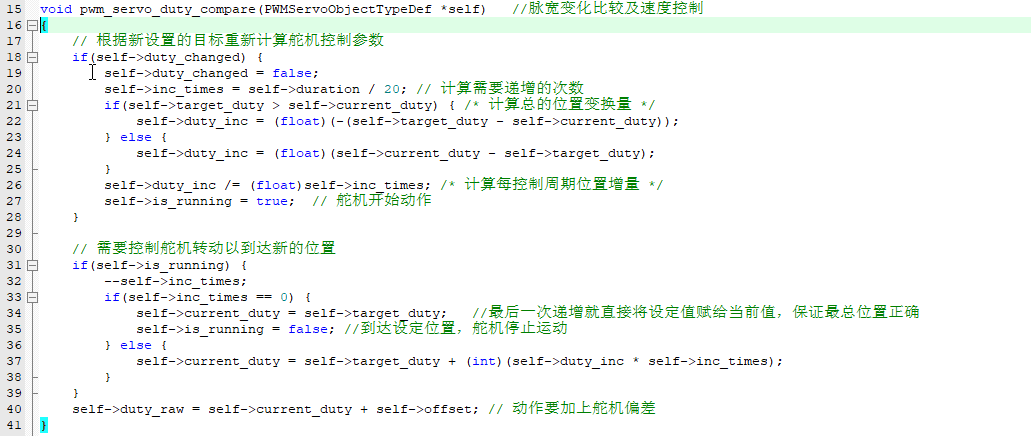 15 void pwm_servo_duty_compare(PWMServoObjectTypeDef *self)   //脉宽变化比较及速度控制
16 {
17     // 根据新设置的目标重新计算舵机控制参数
18     if(self->duty_changed) {
19         self->duty_changed = false;
20         self->inc_times = self->duration / 20; // 计算需要递增的次数
21         if(self->target_duty > self->current_duty) { /* 计算总的位置变换量 */
22             self->duty_inc = (float)(-(self->target_duty - self->current_duty));
23         } else {
24             self->duty_inc = (float)(self->current_duty - self->target_duty);
25         }
26         self->duty_inc /= (float)self->inc_times; /* 计算每控制周期位置增量 */
27         self->is_running = true;  // 舵机开始动作
28     }
29
30     // 需要控制舵机转动以到达新的位置
31     if(self->is_running) {
32         --self->inc_times;
33         if(self->inc_times == 0) {
34             self->current_duty = self->target_duty;   //最后一次递增就直接将设定值赋给当前值，保证最总位置正确
35             self->is_running = false; //到达设定位置，舵机停止运动
36         } else {
37             self->current_duty = self->target_duty + (int)(self->duty_inc * self->inc_times);
38         }
39     }
40     self->duty_raw = self->current_duty + self->offset; // 动作要加上舵机偏差
41 }